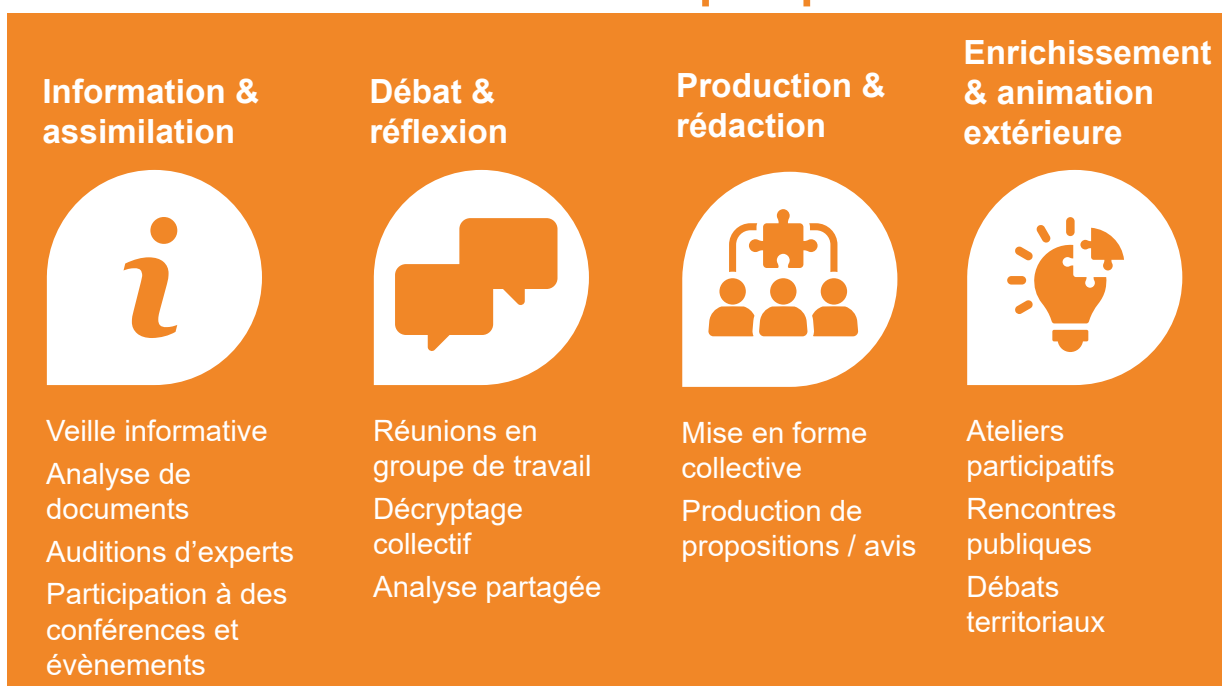 Information &
assimilation
Veille informative
Analyse de
documents
Auditions d'experts
Participation à des
conférences et
évènements
Débat &
réflexion
Réunions en
groupe de travail
Décryptage
collectif
Analyse partagée
Production &
rédaction
Mise en forme
collective
Production de
propositions / avis
Enrichissement
& animation
extérieure
Ateliers
participatifs
Rencontres
publiques
Débats
territoriaux